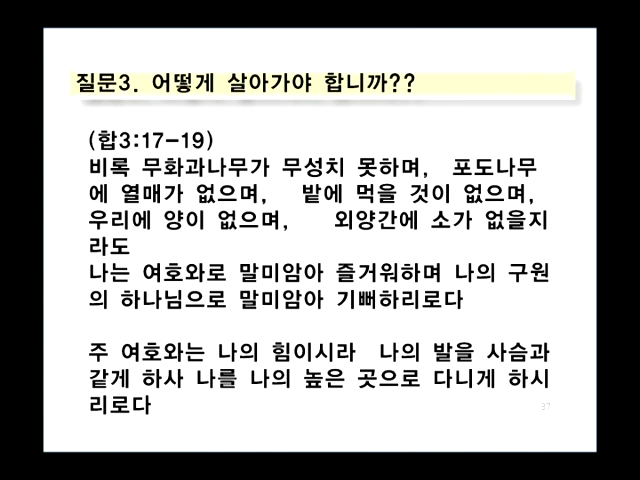 질문3. 어떻게 살아가야 합니까??
(합3:17-19)
비록 무화과나무가 무성치 못하며, 포도나무
에 열매가 없으며, 밭에 먹을 것이 없으며,
우리에 양이 없으며, 외양간에 소가 없을지
라도
나는 여호와로 말미암아 즐거워하며 나의 구원
의 하나님으로 말미암아 기뻐하리로다
주 여호와는 나의 힘이시라 나의 발을 사슴과
같게 하사 나를 나의 높은 곳으로 다니게 하시
리로다
37